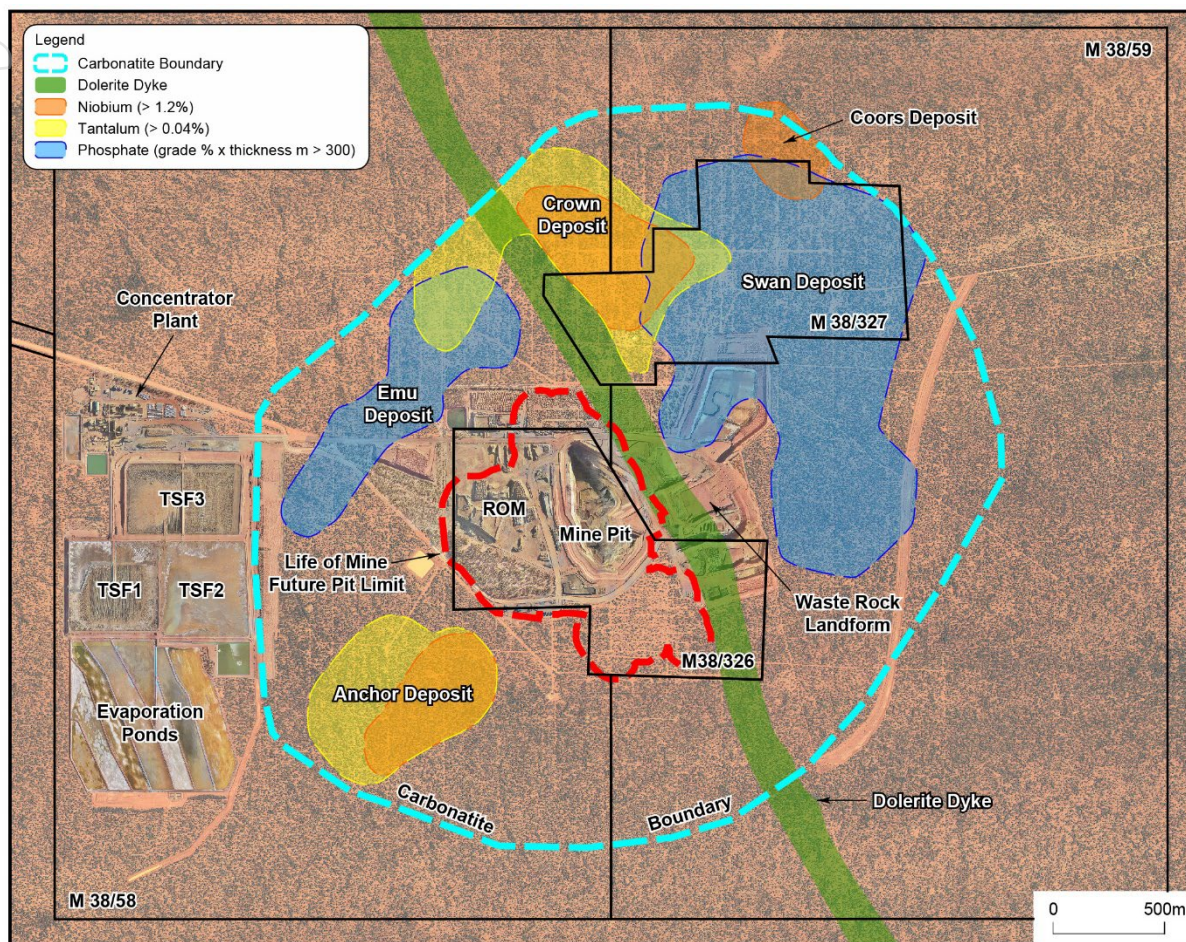 Legend
Carbonatite Boundary
Dolerite Dyke
Niobium (> 1.2%)
Tantalum (> 0.04%)
Phosphate (grade % x thickness m > 300)
M 38/59
Coors Deposit
Crown
Deposit
Swan Deposit
M 38/327
Concentrator
Plant
Emu
Deposit
TSF3
ROM
Mine Pit
Life of Mine
Future Pit Limit
TSF1
TSF2
Waste Rock
Landform
M38/326
Anchor Deposit
Evaporation
Ponds
Carbonatite
Boundary
Dolerite Dyke
M 38/58
0
500m